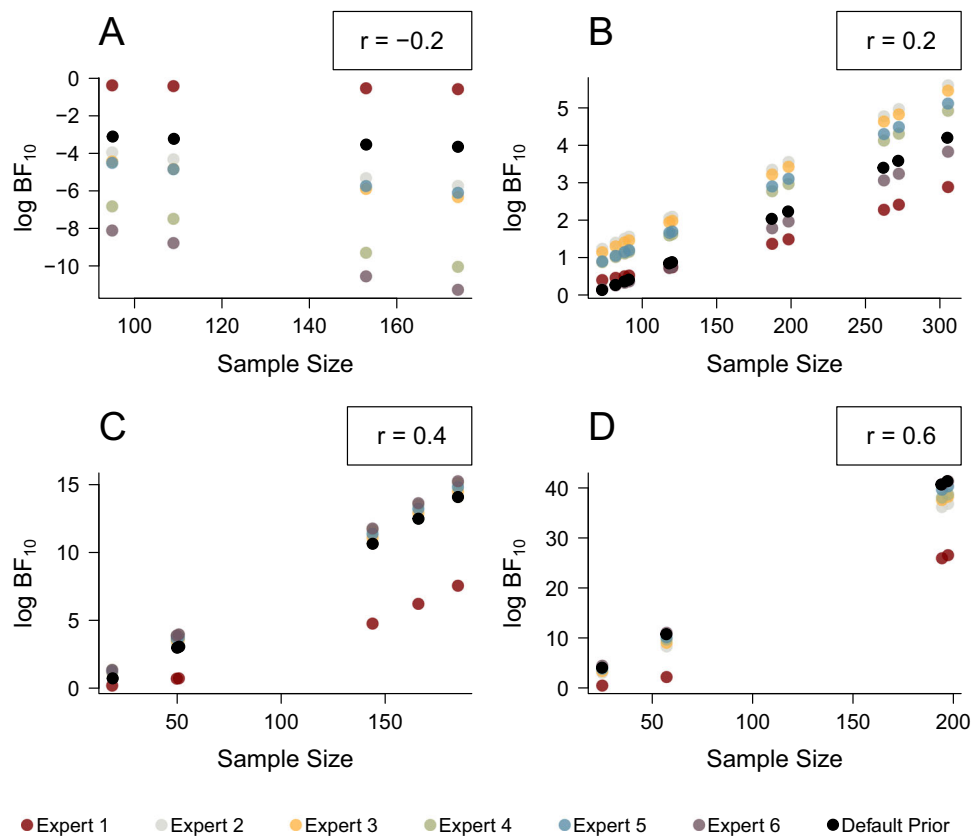 A
r = −0.2
log BF10
0
−2
−4
−6
−8
−10
100 120 140 160
Sample Size
B
r = 0.2
log BF10
5
4
3
2
1
0
100 150 200 250 300
Sample Size
C
r = 0.4
log BF10
15
10
5
0
50 100 150
Sample Size
D
r = 0.6
log BF10
40
30
20
10
0
50 100 150 200
Sample Size
Expert 1 Expert 2 Expert 3 Expert 4 Expert 5 Expert 6 Default Prior